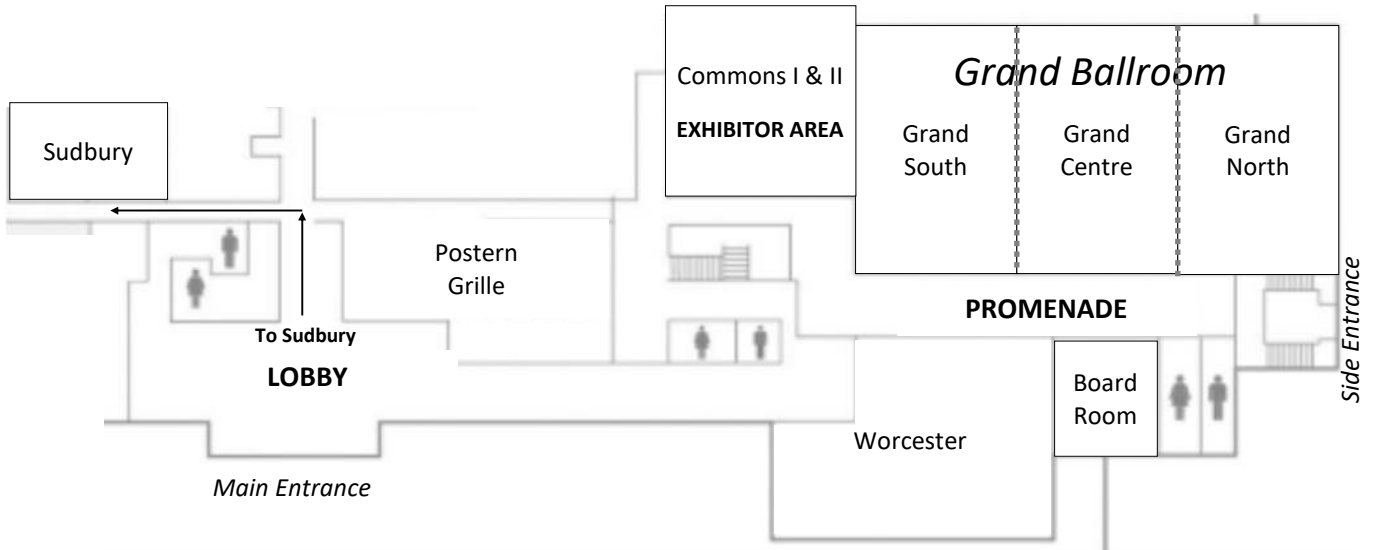 Commons I & II
EXHIBITOR AREA
Grand Ballroom
Grand
South
Grand
Centre
Grand
North
Sudbury
Postern
Grille
To Sudbury
LOBBY
PROMENADE
Board
Room
Worcester
Side Entrance
Main Entrance